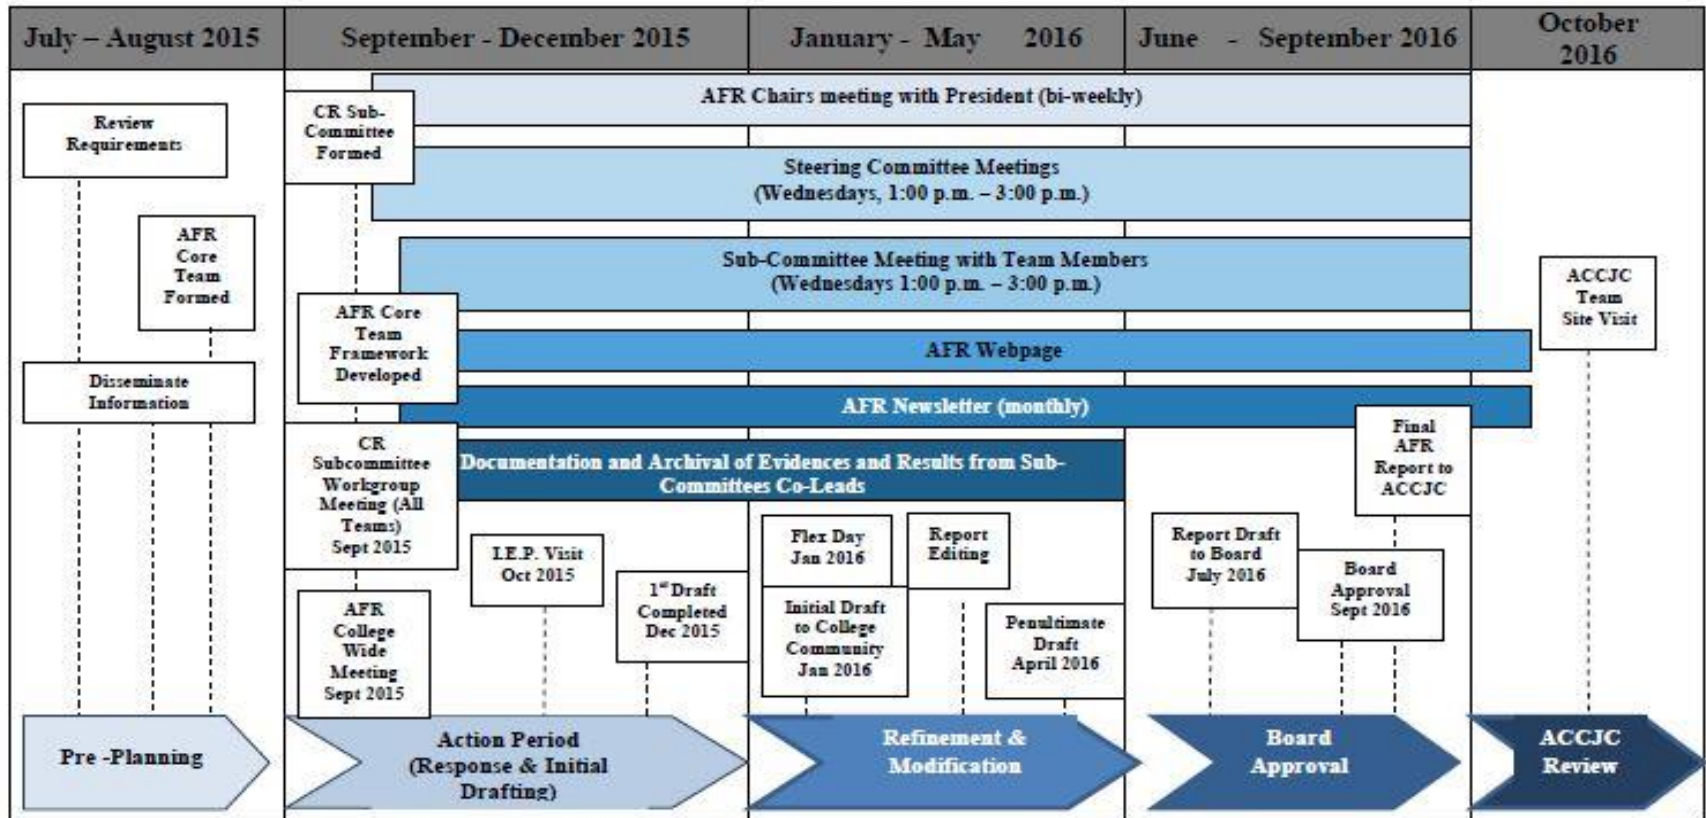 July – August 2015
September - December 2015
January - May 2016
June - September 2016
October
2016
Review
Requirements
AFR
Core
Team
Formed
Disseminate
Information
CR Sub-
Committee
Formed
AFR Chairs meeting with President (bi-weekly)
Steering Committee Meetings
(Wednesdays, 1:00 p.m. – 3:00 p.m.)
Sub-Committee Meeting with Team Members
(Wednesdays 1:00 p.m. – 3:00 p.m.)
AFR Core
Team
Framework
Developed
AFR Webpage
AFR Newsletter (monthly)
CR
Subcommittee
Workgroup
Meeting (All
Teams)
Sept 2015
Documentation and Archival of Evidences and Results from Sub-
Committees Co-Leads
AFR
College
Wide
Meeting
Sept 2015
I.E.P. Visit
Oct 2015
1st Draft
Completed
Dec 2015
Flex Day
Jan 2016
Initial Draft
to College
Community
Jan 2016
Report
Editing
Penultimate
Draft
April 2016
Report Draft
to Board
July 2016
Board
Approval
Sept 2016
Final
AFR
Report to
ACCJC
ACCJC
Team
Site Visit
Pre -Planning
Action Period
(Response & Initial
Drafting)
Refinement &
Modification
Board
Approval
ACCJC
Review